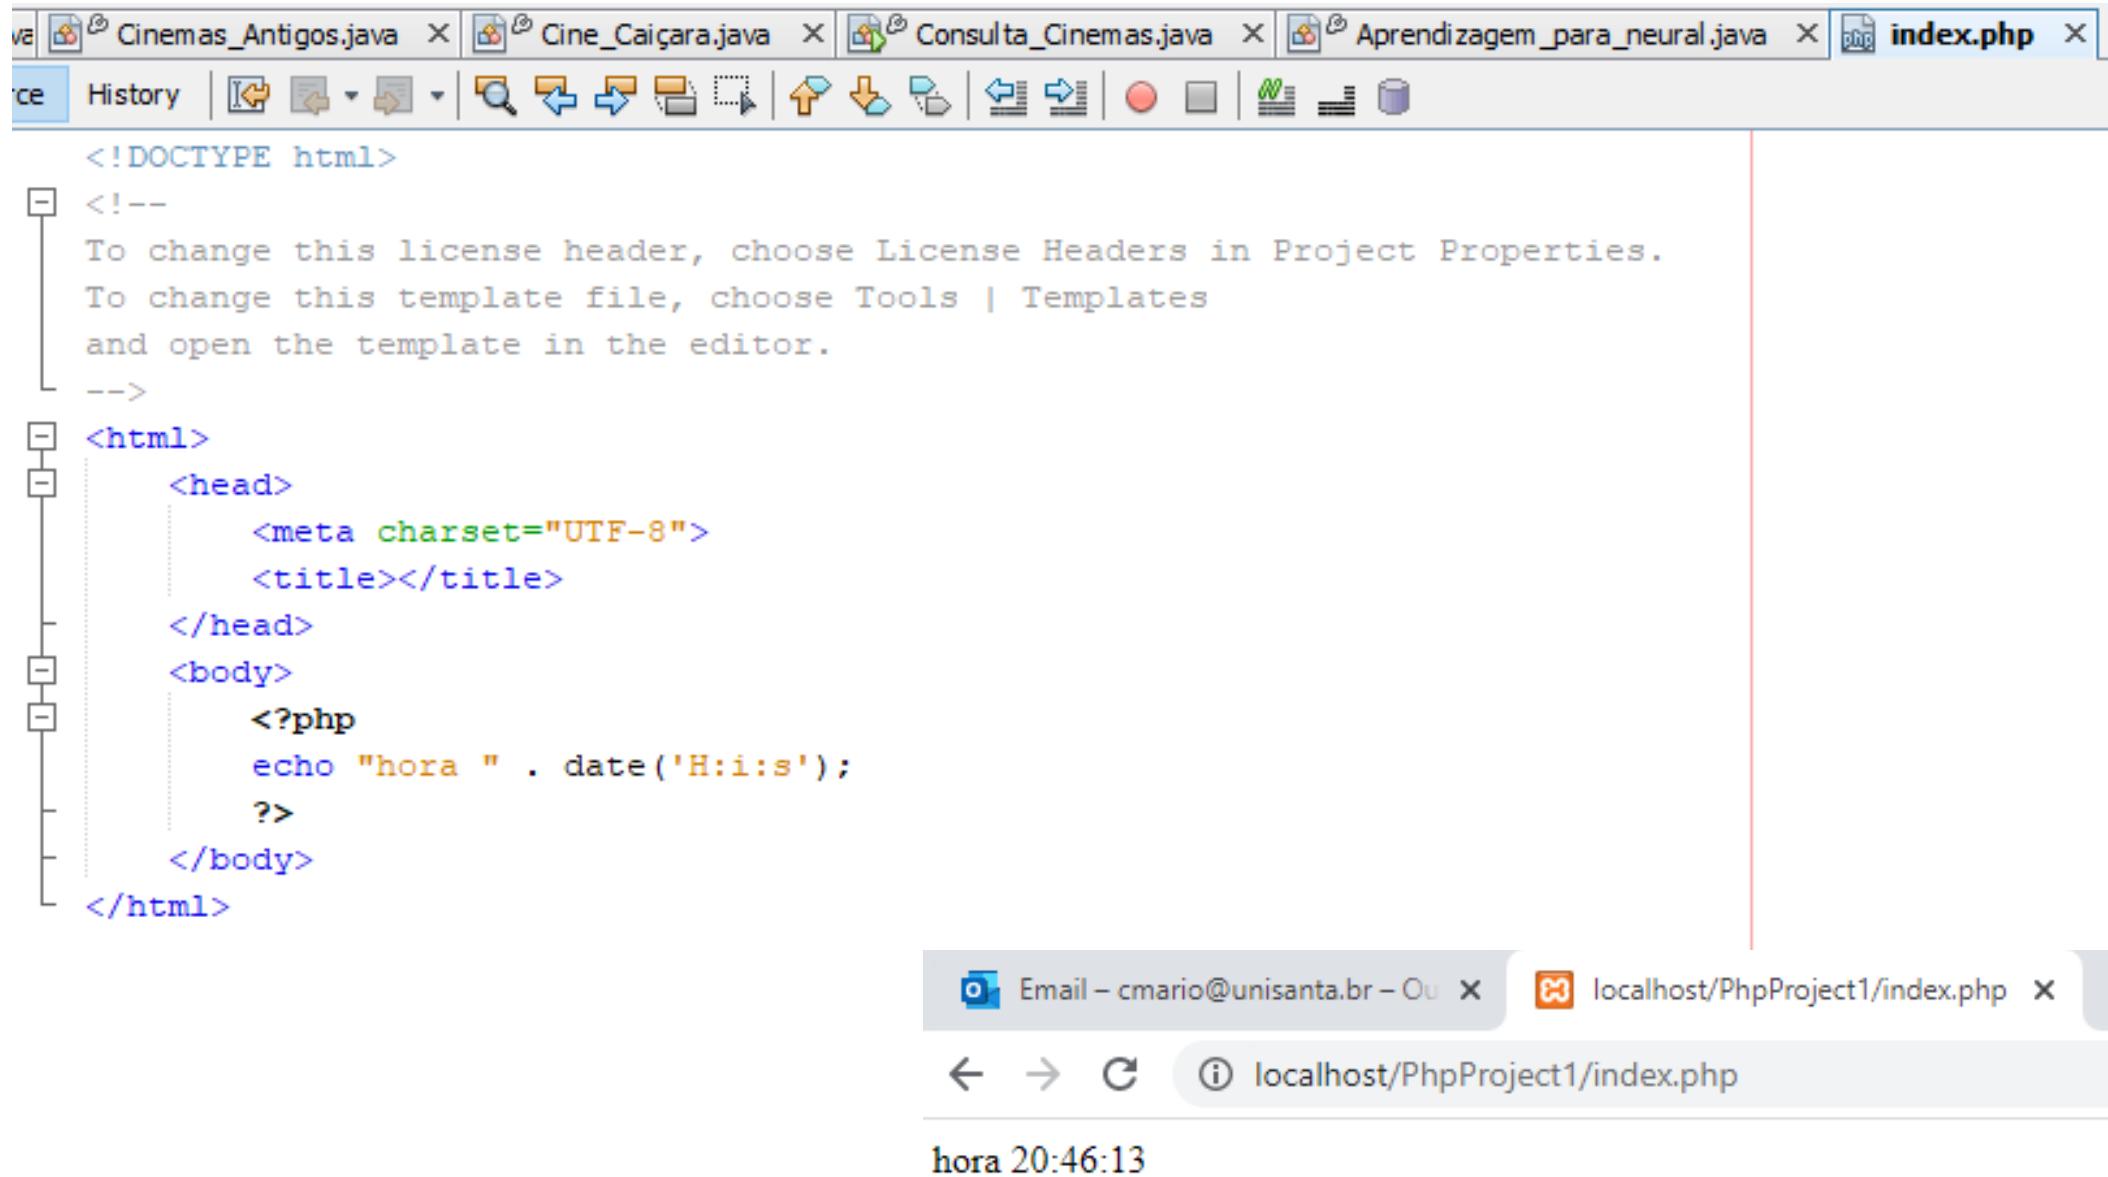 Cinemas_Antigos.java Cine_Caiçara.java Consulta_Cinemas.java Aprendizagem_para_neural.java index.php
History
<!DOCTYPE html>
<!--
To change this license header, choose License Headers in Project Properties.
To change this template file, choose Tools | Templates
and open the template in the editor.
-->
<html>
<head>
<meta charset="UTF-8">
<title></title>
</head>
<body>
<?php
echo "hora " . date('H:i:s');
?>
</body>
</html>
Email – cmario@unisanta.br – Ou localhost/PhpProject1/index.php
localhost/PhpProject1/index.php
hora 20:46:13